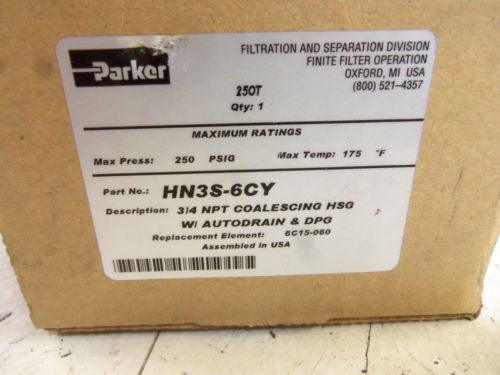 Parker
FILTRATION AND SEPARATION DIVISION
FINITE FILTER OPERATION
OXFORD, MI USA
(800) 521-4357
250T
Qty: 1
MAXIMUM RATINGS
Max Press: 250 PSIG Max Temp: 175 °F
Part No.: HN3S-6CY
Description: 3/4 NPT COALESCING HSG
W/ AUTODRAIN & DPG
Replacement Element: 6C15-060
Assembled in USA